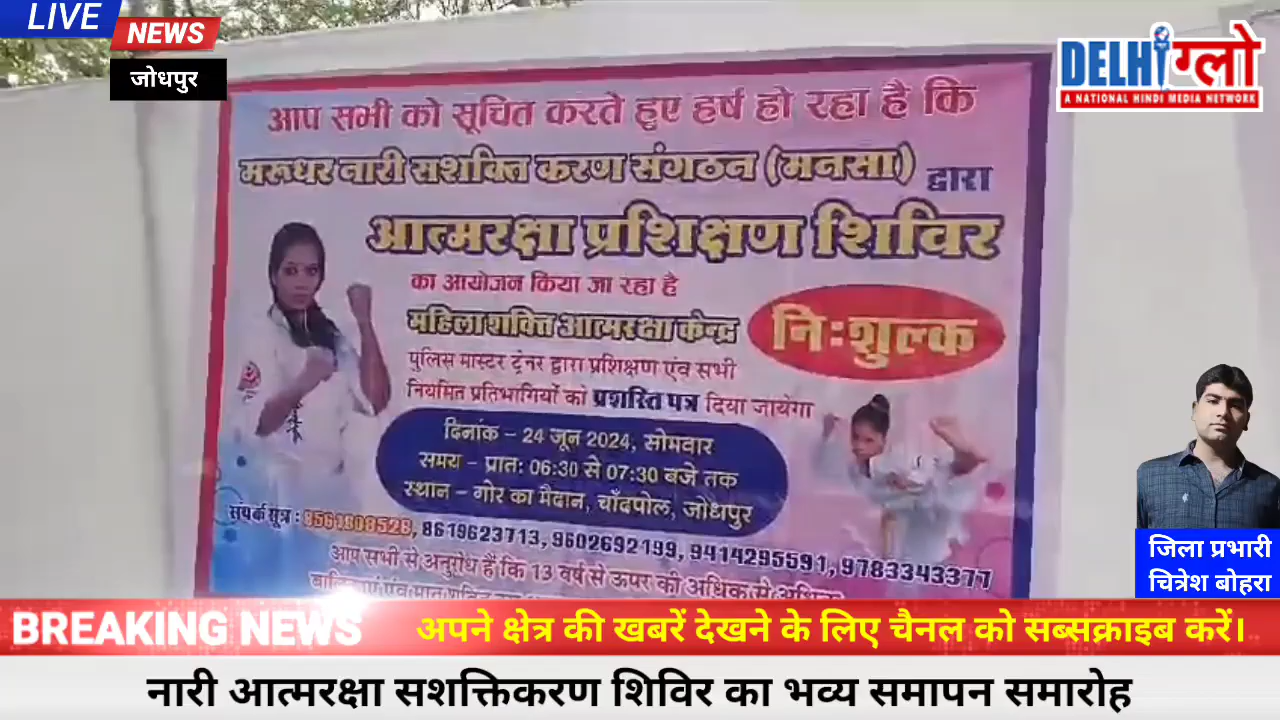 LIVE
NEWS
जोधपुर
DELHI ग्लो
A NATIONAL HINDI MEDIA NETWORK
आप सभी को सूचित करते हुए हर्ष हो रहा है कि
मरूधर नारी सशक्ति करण संगठन (मनसा) द्वारा
आत्मरक्षा प्रशिक्षण शिविर
का आयोजन किया जा रहा है
महिला शक्ति आत्मरक्षा केन्द्र
निःशुल्क
पुलिस मास्टर ट्रेनर द्वारा प्रशिक्षण एंव सभी
नियमित प्रतिभागियों को प्रशस्ति पत्र दिया जायेगा
दिनांक – 24 जून 2024, सोमवार
समय – प्रात: 06:30 से 07:30 बजे तक
स्थान – गोर का मैदान, चाँदपोल, जोधपुर
संपर्क सूत्र : 8619623713, 9602692199, 9414295591, 9783343377
आप सभी से अनुरोध हैं कि 13 वर्ष से ऊपर की अधिक से अधिक
जिला प्रभारी
चित्रेश बोहरा
BREAKING NEWS
अपने क्षेत्र की खबरें देखने के लिए चैनल को सब्सक्राइब करें।
नारी आत्मरक्षा सशक्तिकरण शिविर का भव्य समापन समारोह